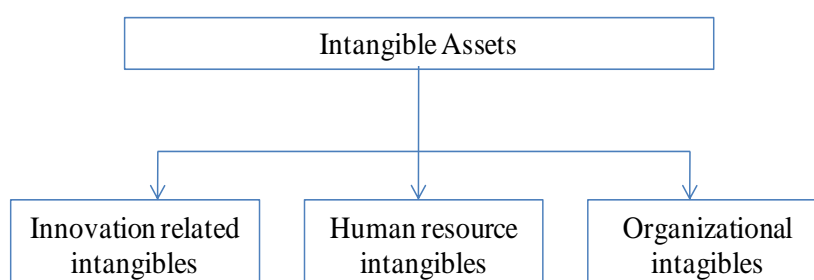 Intangible Assets
Innovation related
intangibles
Human resource
intangibles
Organizational
intagibles